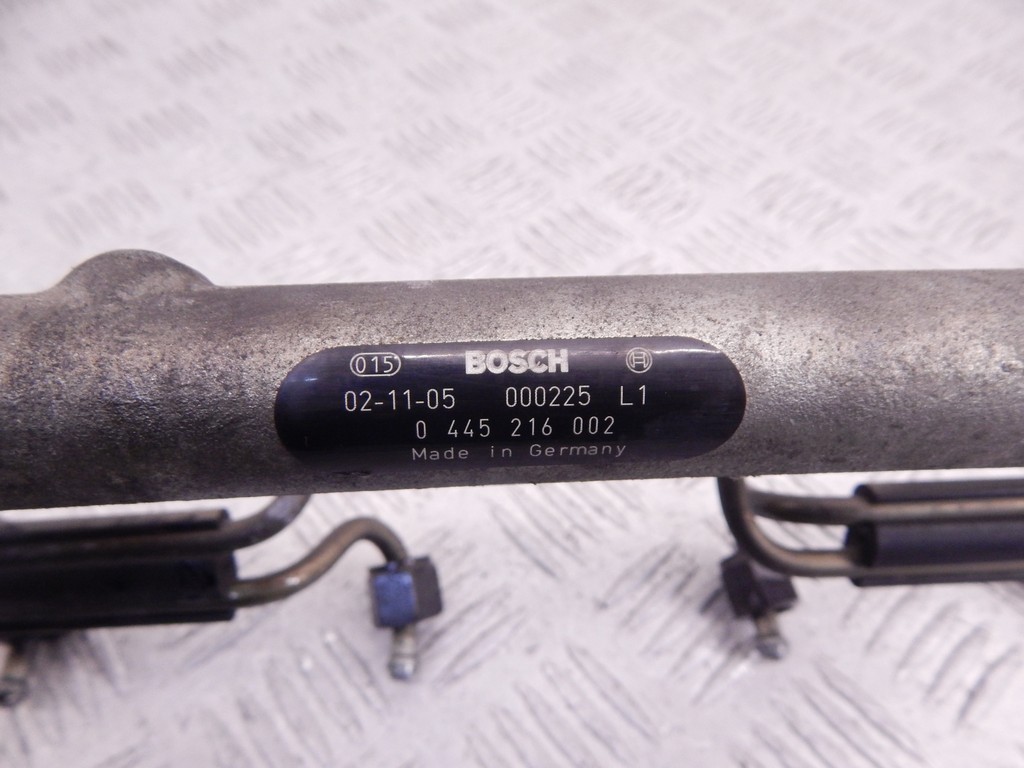 015 BOSCH H
02-11-05 000225 L1
0 445 216 002
Made in Germany